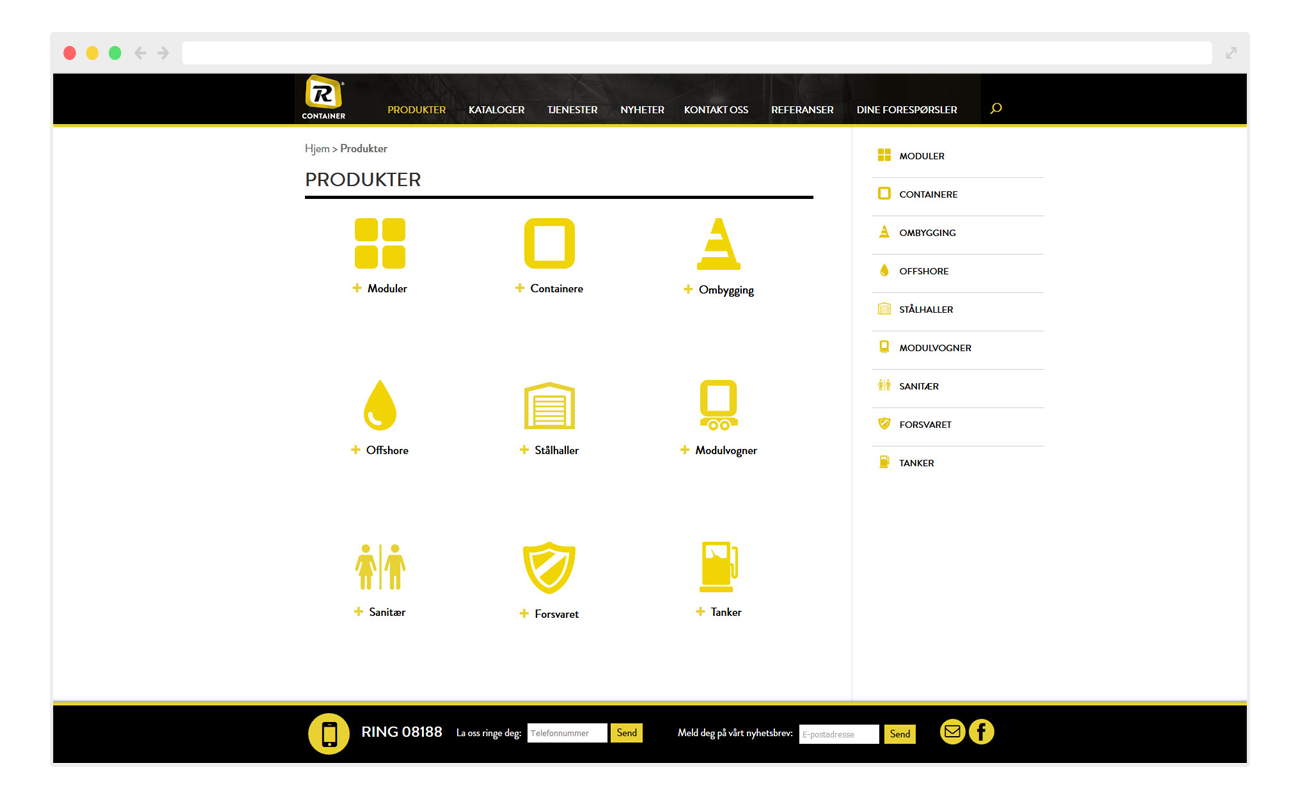 R
CONTAINER
PRODUKTER KATALOGER TJENESTER NYHETER KONTAKT OSS REFERANSER DINE FORESPØRSLER
Hjem > Produkter
PRODUKTER
+ Moduler + Containere + Ombygging
+ Offshore + Stålhaller + Modulvogner
+ Sanitær + Forsvaret + Tanker
MODULER
CONTAINERE
OMBYGGING
OFFSHORE
STÅLHALLER
MODULVOGNER
SANITÆR
FORSVARET
TANKER
RING 08188 La oss ringe deg: Telefonnummer Send Meld deg på vårt nyhetsbrev: E-postadresse Send f